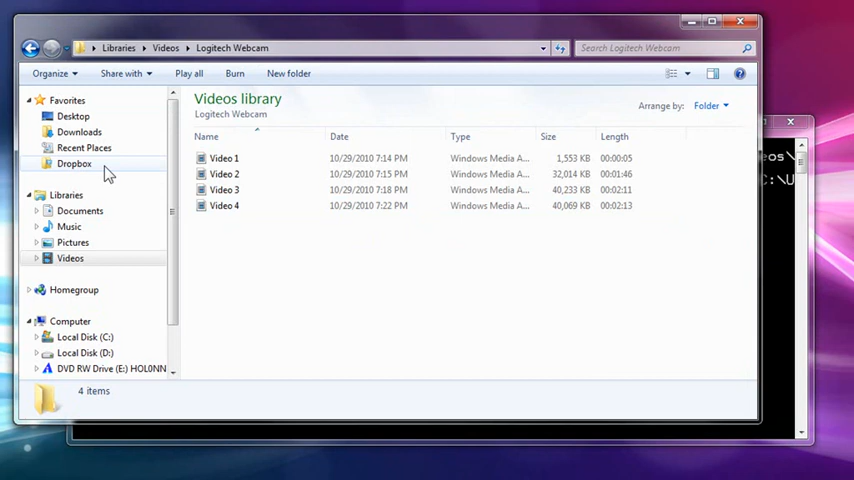 Libraries Videos Logitech Webcam Search Logitech Webcam
Organize Share with Play all Burn New folder
Favorites
Desktop
Downloads
Recent Places
Dropbox
Libraries
Documents
Music
Pictures
Videos
Homegroup
Computer
Local Disk (C:)
Local Disk (D:)
DVD RW Drive (E:) HOL0NN
Videos library
Logitech Webcam
Arrange by: Folder
Name Date Type Size Length
Video 1 10/29/2010 7:14 PM Windows Media A... 1,553 KB 00:00:05
Video 2 10/29/2010 7:15 PM Windows Media A... 32,014 KB 00:01:46
Video 3 10/29/2010 7:18 PM Windows Media A... 40,233 KB 00:02:11
Video 4 10/29/2010 7:22 PM Windows Media A... 40,069 KB 00:02:13
4 items
eos\
C:\U